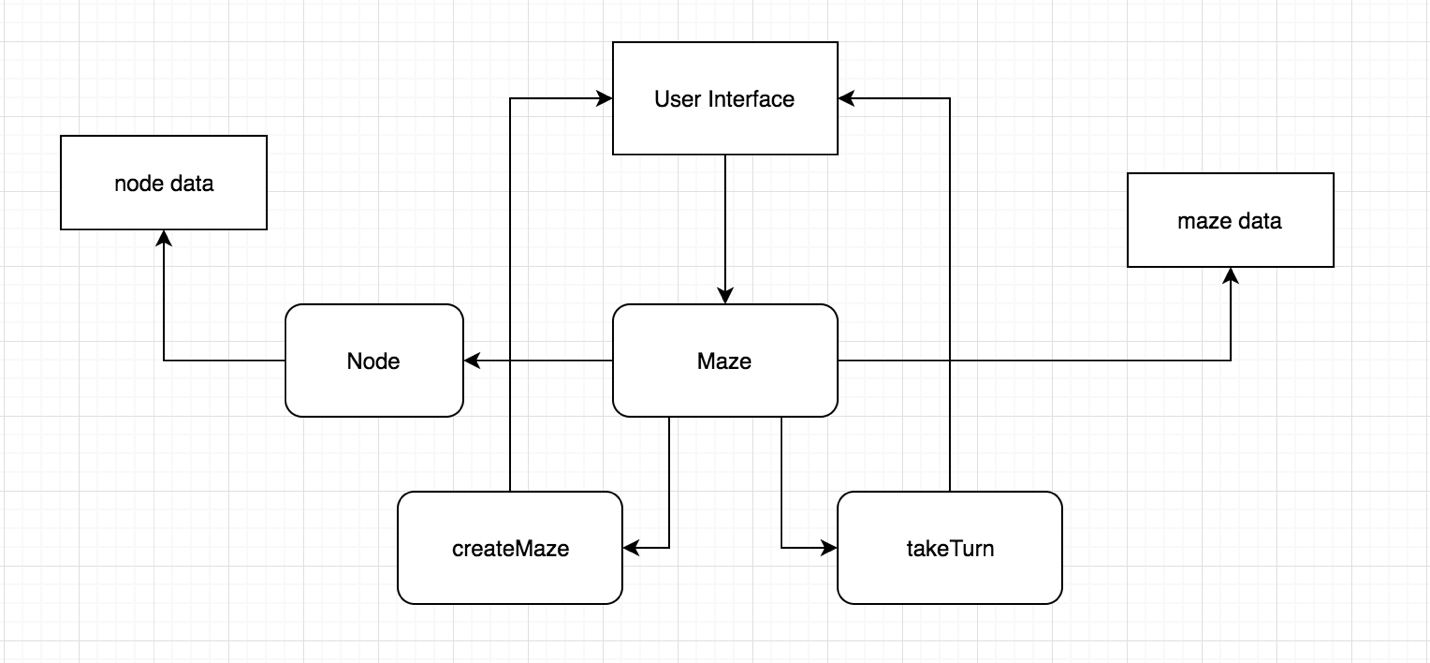 User Interface
node data
maze data
Node
Maze
createMaze
takeTurn